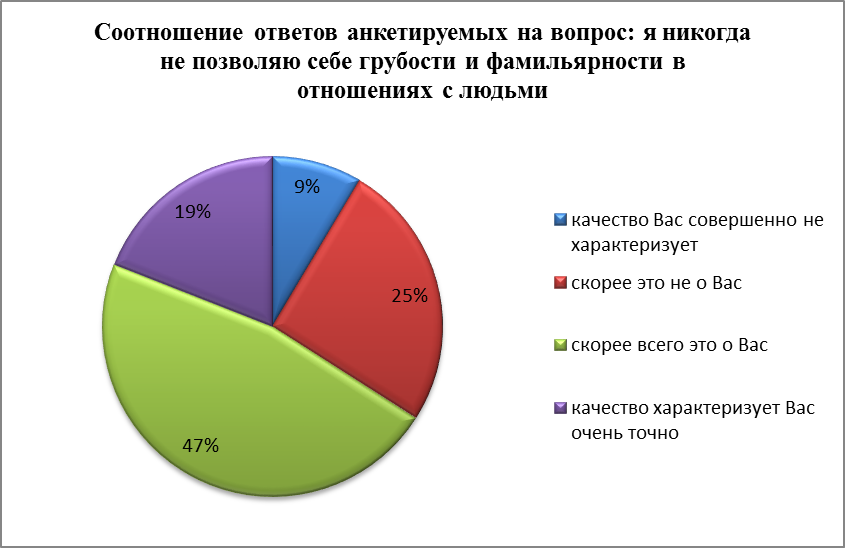 Соотношение ответов анкетируемых на вопрос: я никогда
не позволяю себе грубости и фамильярности в
отношениях с людьми
9%
19%
25%
47%
качество Вас совершенно не
характеризует
скорее это не о Вас
скорее всего это о Вас
качество характеризует Вас
очень точно